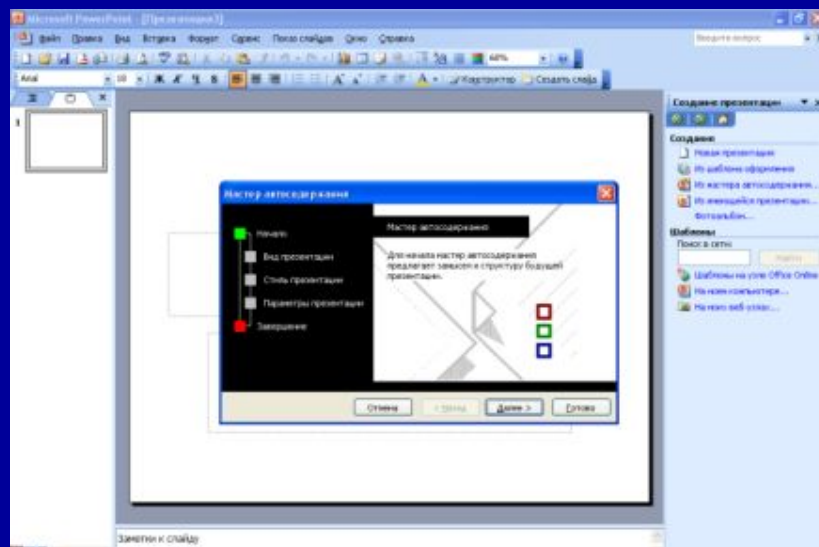 Microsoft PowerPoint - [Презентация3]
Файл Правка Вид Вставка Формат Сервис Показ слайдов Окно Справка
Введите вопрос
68%
Arial 18 Ж К Ч S Конструктор Создать слайд
Создание презентации
1
Создание
Новая презентация
Из шаблона оформления
Из мастера автосодержания...
Из имеющейся презентации...
Фотоальбом...
Шаблоны
Поиск в сети:
Найти
Шаблоны на узле Office Online
На моем компьютере...
На моих веб-узлах...
Мастер автосодержания
Начало
Вид презентации
Стиль презентации
Параметры презентации
Завершение
Мастер автосодержания
Для начала мастер автосодержания
предлагает замысел и структуру будущей
презентации.
Отмена < Назад Далее > Готово
Заметки к слайду